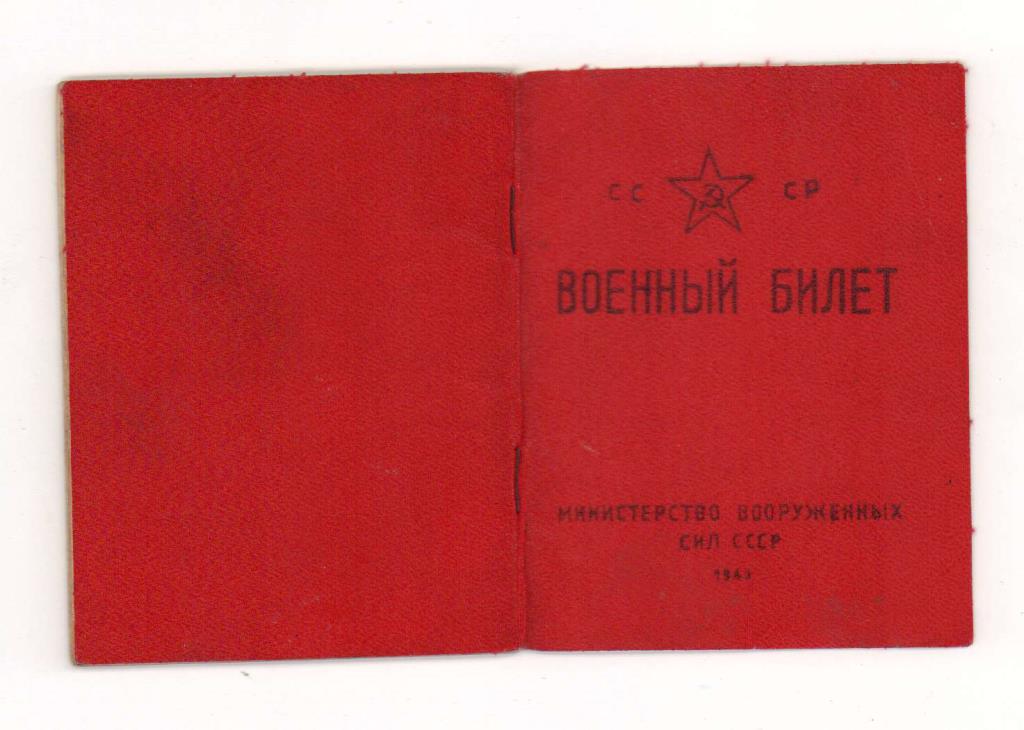 СС СР
ВОЕННЫЙ БИЛЕТ
МИНИСТЕРСТВО ВООРУЖЕННЫХ
СИЛ СССР